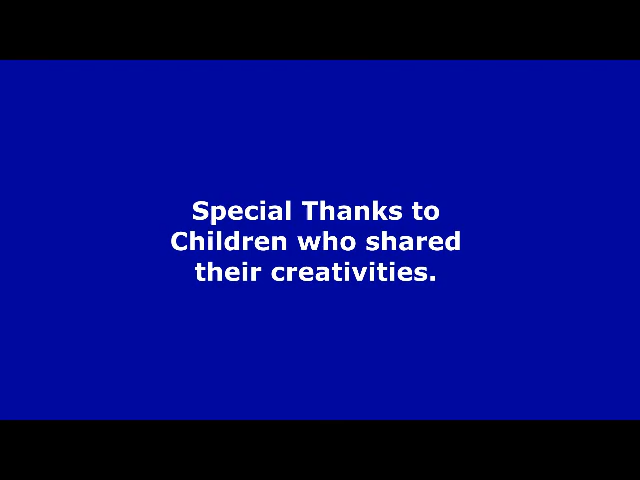 Special Thanks to
Children who shared
their creativities.